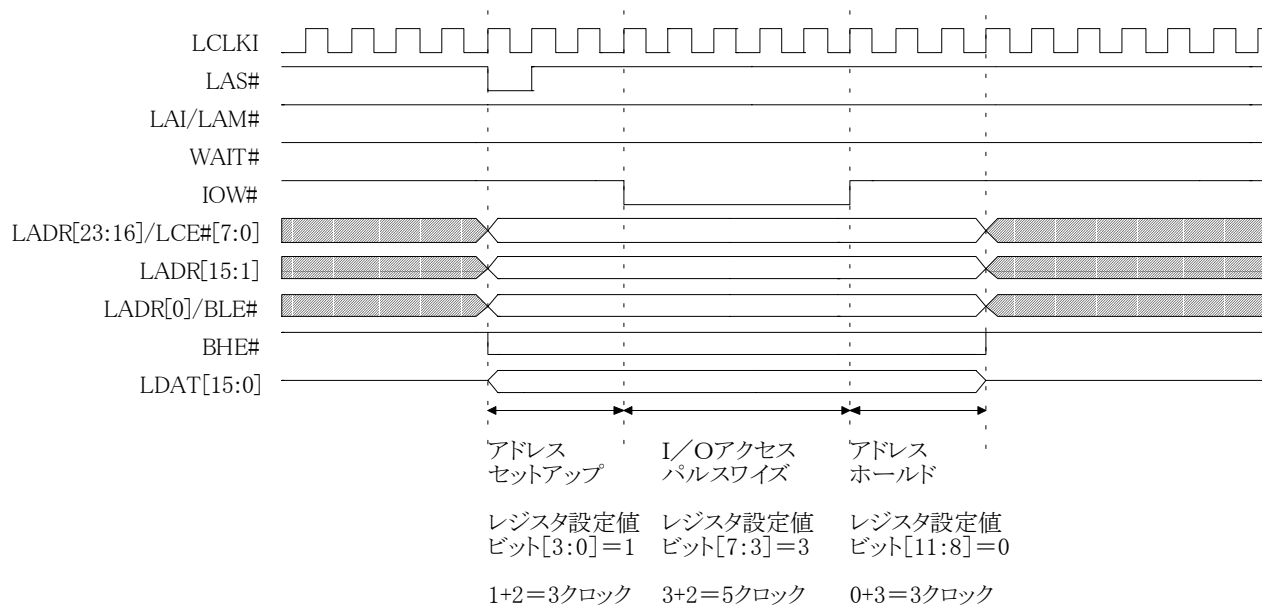 LCLKI
LAS#
LAI/LAM#
WAIT#
IOW#
LADR[23:16]/LCE#[7:0]
LADR[15:1]
LADR[0]/BLE#
BHE#
LDAT[15:0]
アドレス
セットアップ
I/Oアクセス
パルスワイズ
アドレス
ホールド
レジスタ設定値
ビット[3:0]=1
レジスタ設定値
ビット[7:3]=3
レジスタ設定値
ビット[11:8]=0
1+2=3クロック
3+2=5クロック
0+3=3クロック